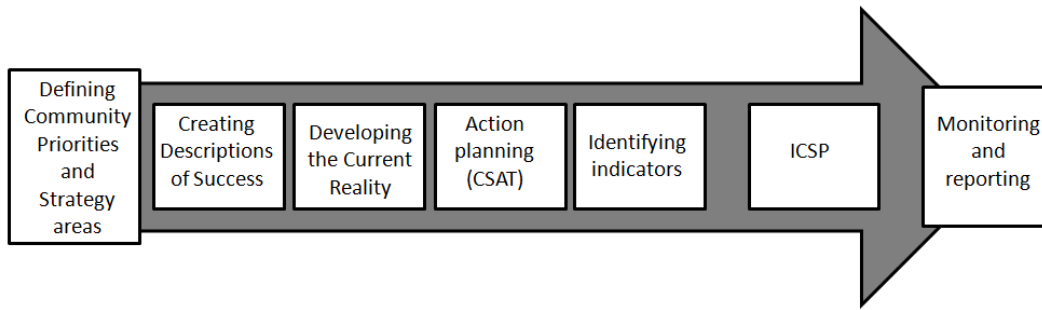 Defining
Community
Priorities
and
Strategy
areas
Creating
Descriptions
of Success
Developing
the Current
Reality
Action
planning
(CSAT)
Identifying
indicators
ICSP
Monitoring
and
reporting